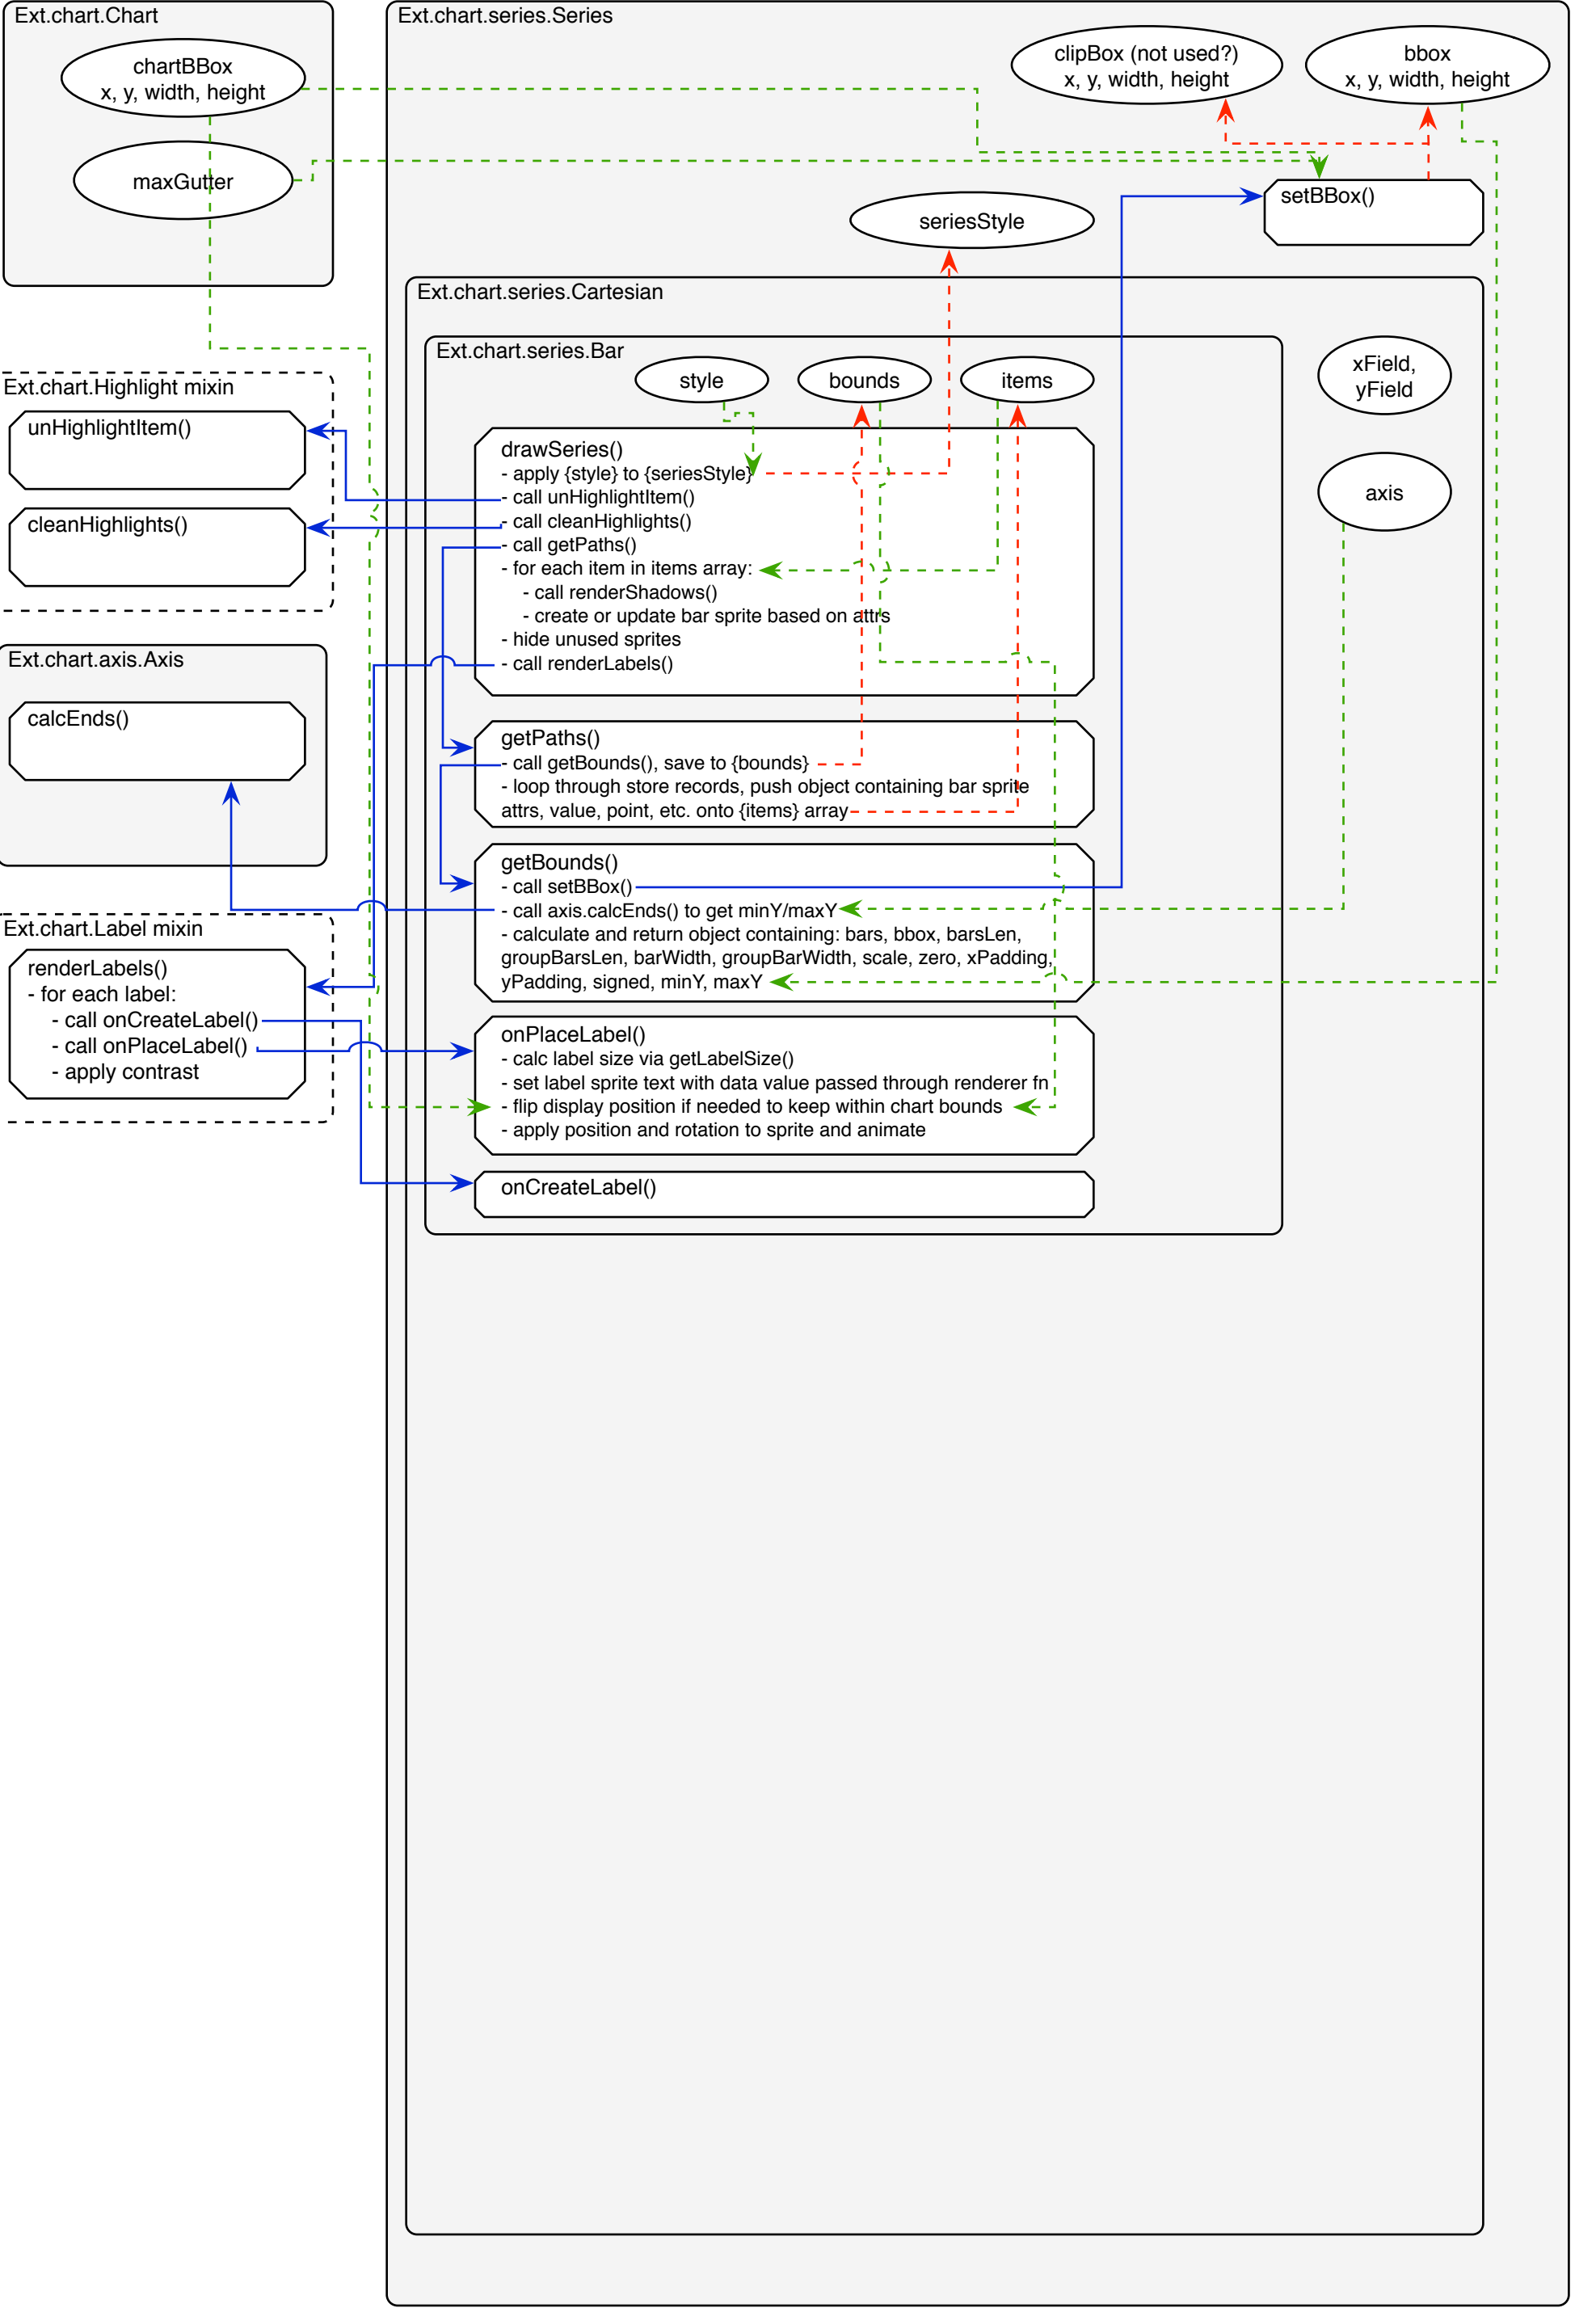 Ext.chart.Chart
chartBBox
x, y, width, height
maxGutter
Ext.chart.Highlight mixin
unHighlightItem()
cleanHighlights()
Ext.chart.axis.Axis
calcEnds()
Ext.chart.Label mixin
renderLabels()
- for each label:
- call onCreateLabel()
- call onPlaceLabel()
- apply contrast
Ext.chart.series.Series
clipBox (not used?)
x, y, width, height
bbox
x, y, width, height
setBBox()
seriesStyle
Ext.chart.series.Cartesian
xField,
yField
axis
Ext.chart.series.Bar
style
bounds
items
drawSeries()
- apply {style} to {seriesStyle}
- call unHighlightItem()
- call cleanHighlights()
- call getPaths()
- for each item in items array:
- call renderShadows()
- create or update bar sprite based on attrs
- hide unused sprites
- call renderLabels()
getPaths()
- call getBounds(), save to {bounds}
- loop through store records, push object containing bar sprite
attrs, value, point, etc. onto {items} array
getBounds()
- call setBBox()
- call axis.calcEnds() to get minY/maxY
- calculate and return object containing: bars, bbox, barsLen,
groupBarsLen, barWidth, groupBarWidth, scale, zero, xPadding,
yPadding, signed, minY, maxY
onPlaceLabel()
- calc label size via getLabelSize()
- set label sprite text with data value passed through renderer fn
- flip display position if needed to keep within chart bounds
- apply position and rotation to sprite and animate
onCreateLabel()